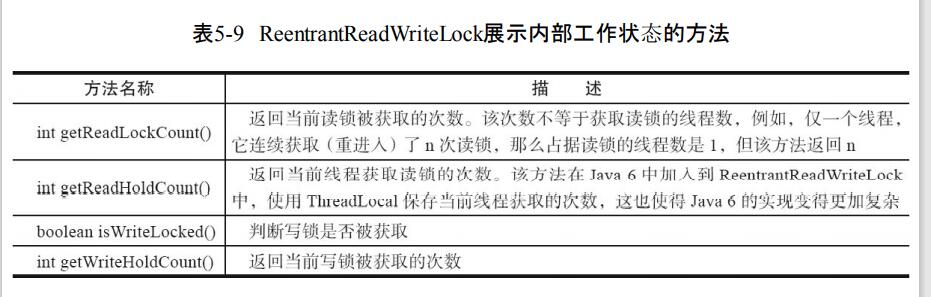 表5-9 ReentrantReadWriteLock展示内部工作状态的方法
方法名称 描 述
int getReadLockCount() 返回当前读锁被获取的次数。该次数不等于获取读锁的线程数，例如，仅一个线程，
它连续获取（重进入）了 n 次读锁，那么占据读锁的线程数是 1，但该方法返回 n
int getReadHoldCount() 返回当前线程获取读锁的次数。该方法在 Java 6 中加入到 ReentrantReadWriteLock
中，使用 ThreadLocal 保存当前线程获取的次数，这也使得 Java 6 的实现变得更加复杂
boolean isWriteLocked() 判断写锁是否被获取
int getWriteHoldCount() 返回当前写锁被获取的次数